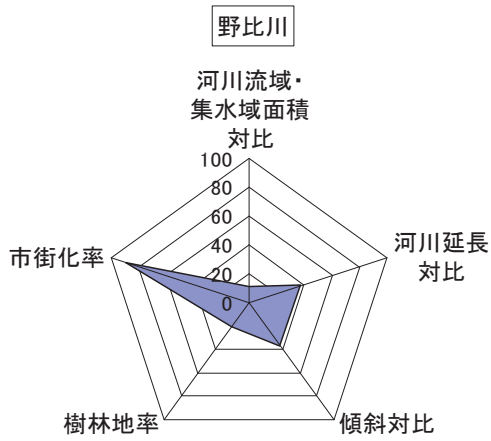 野比川
河川流域・
集水域面積
対比
100
80
60
40
20
0
河川延長
対比
市街化率
樹林地率
傾斜対比